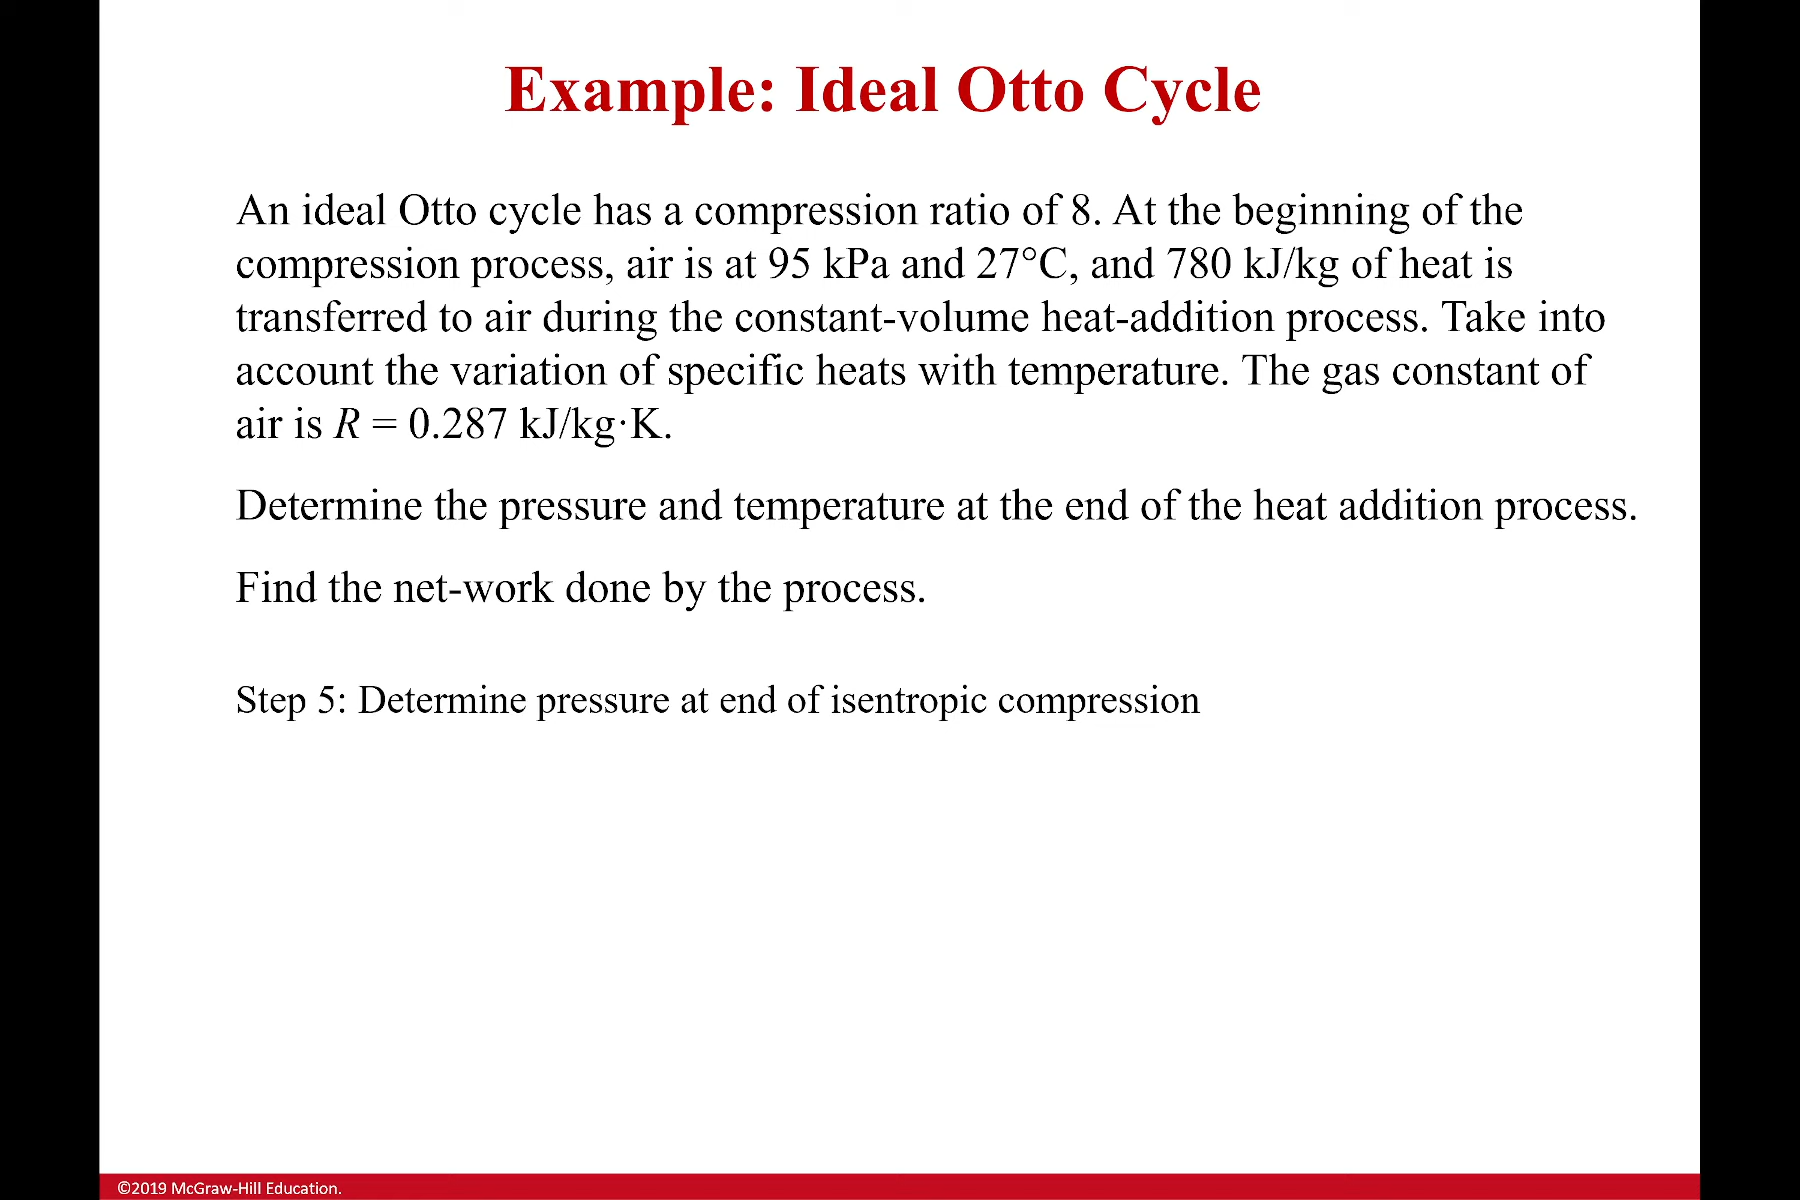 Example: Ideal Otto Cycle
An ideal Otto cycle has a compression ratio of 8. At the beginning of the
compression process, air is at 95 kPa and 27°C, and 780 kJ/kg of heat is
transferred to air during the constant-volume heat-addition process. Take into
account the variation of specific heats with temperature. The gas constant of
air is R = 0.287 kJ/kg·K.
Determine the pressure and temperature at the end of the heat addition process.
Find the net-work done by the process.
Step 5: Determine pressure at end of isentropic compression
©2019 McGraw-Hill Education.